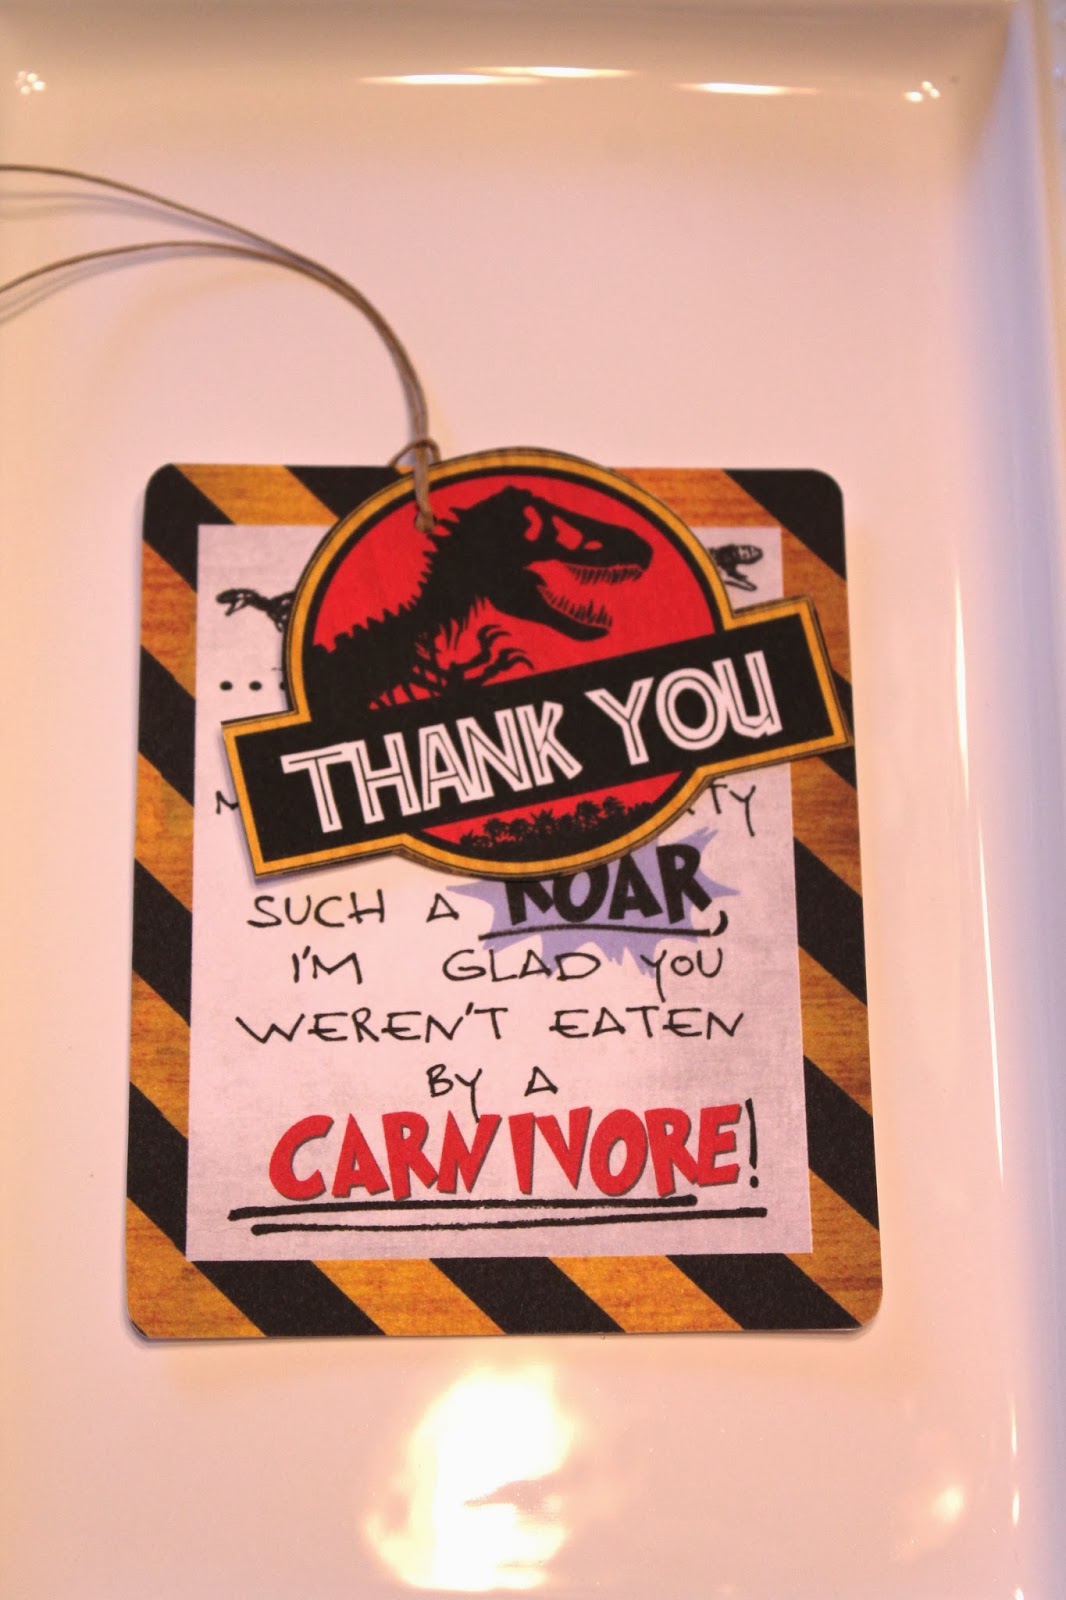 THANK YOU
SUCH A ROAR,
I'M GLAD YOU
WEREN'T EATEN
BY A
CARNIVORE!